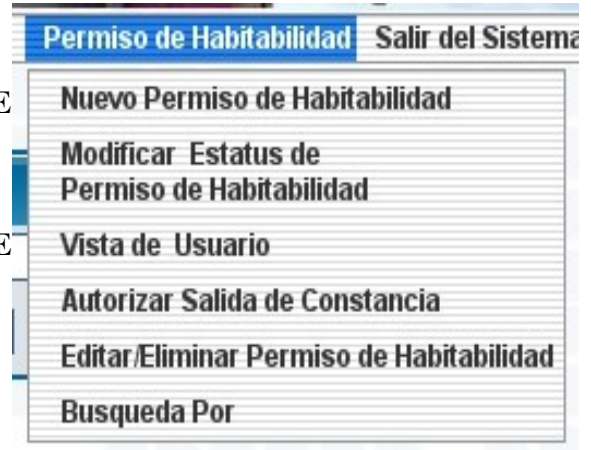 Permiso de Habitabilidad Salir del Sistema
Nuevo Permiso de Habitabilidad
E
Modificar Estatus de
Permiso de Habitabilidad
Vista de Usuario
E
Autorizar Salida de Constancia
Editar/Eliminar Permiso de Habitabilidad
Busqueda Por